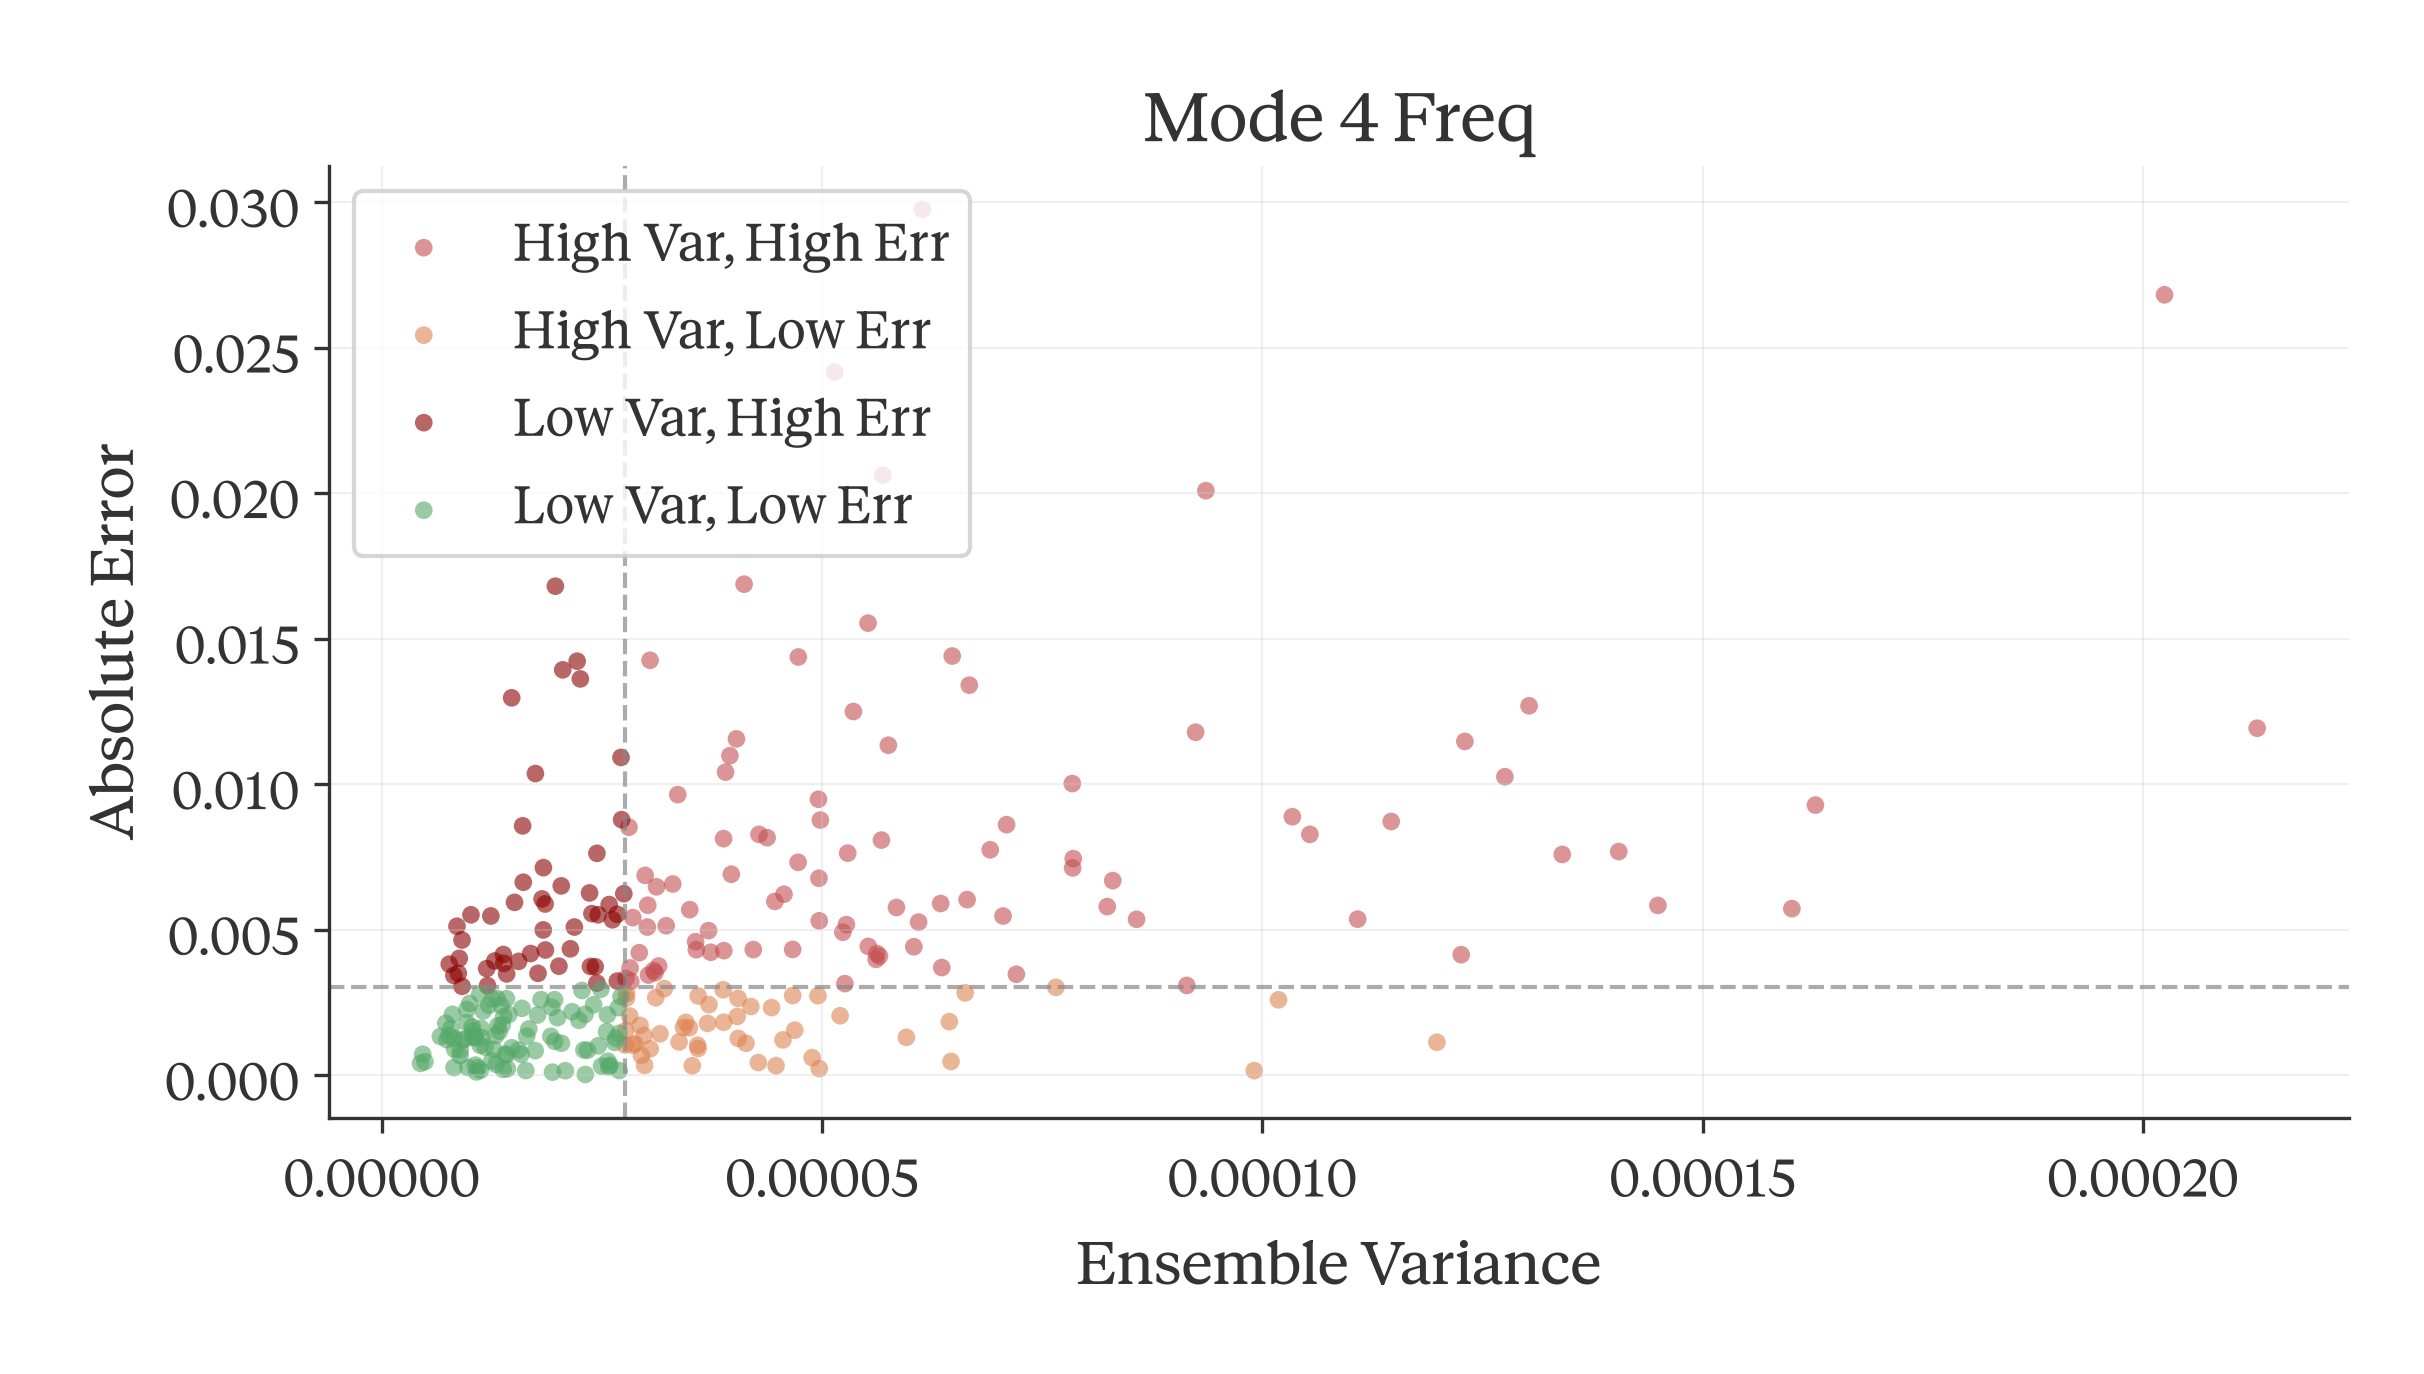 Mode 4 Freq
0.030
0.025
0.020
0.015
0.010
0.005
0.000
Absolute Error
High Var, High Err
High Var, Low Err
Low Var, High Err
Low Var, Low Err
0.00000 0.00005 0.00010 0.00015 0.00020
Ensemble Variance